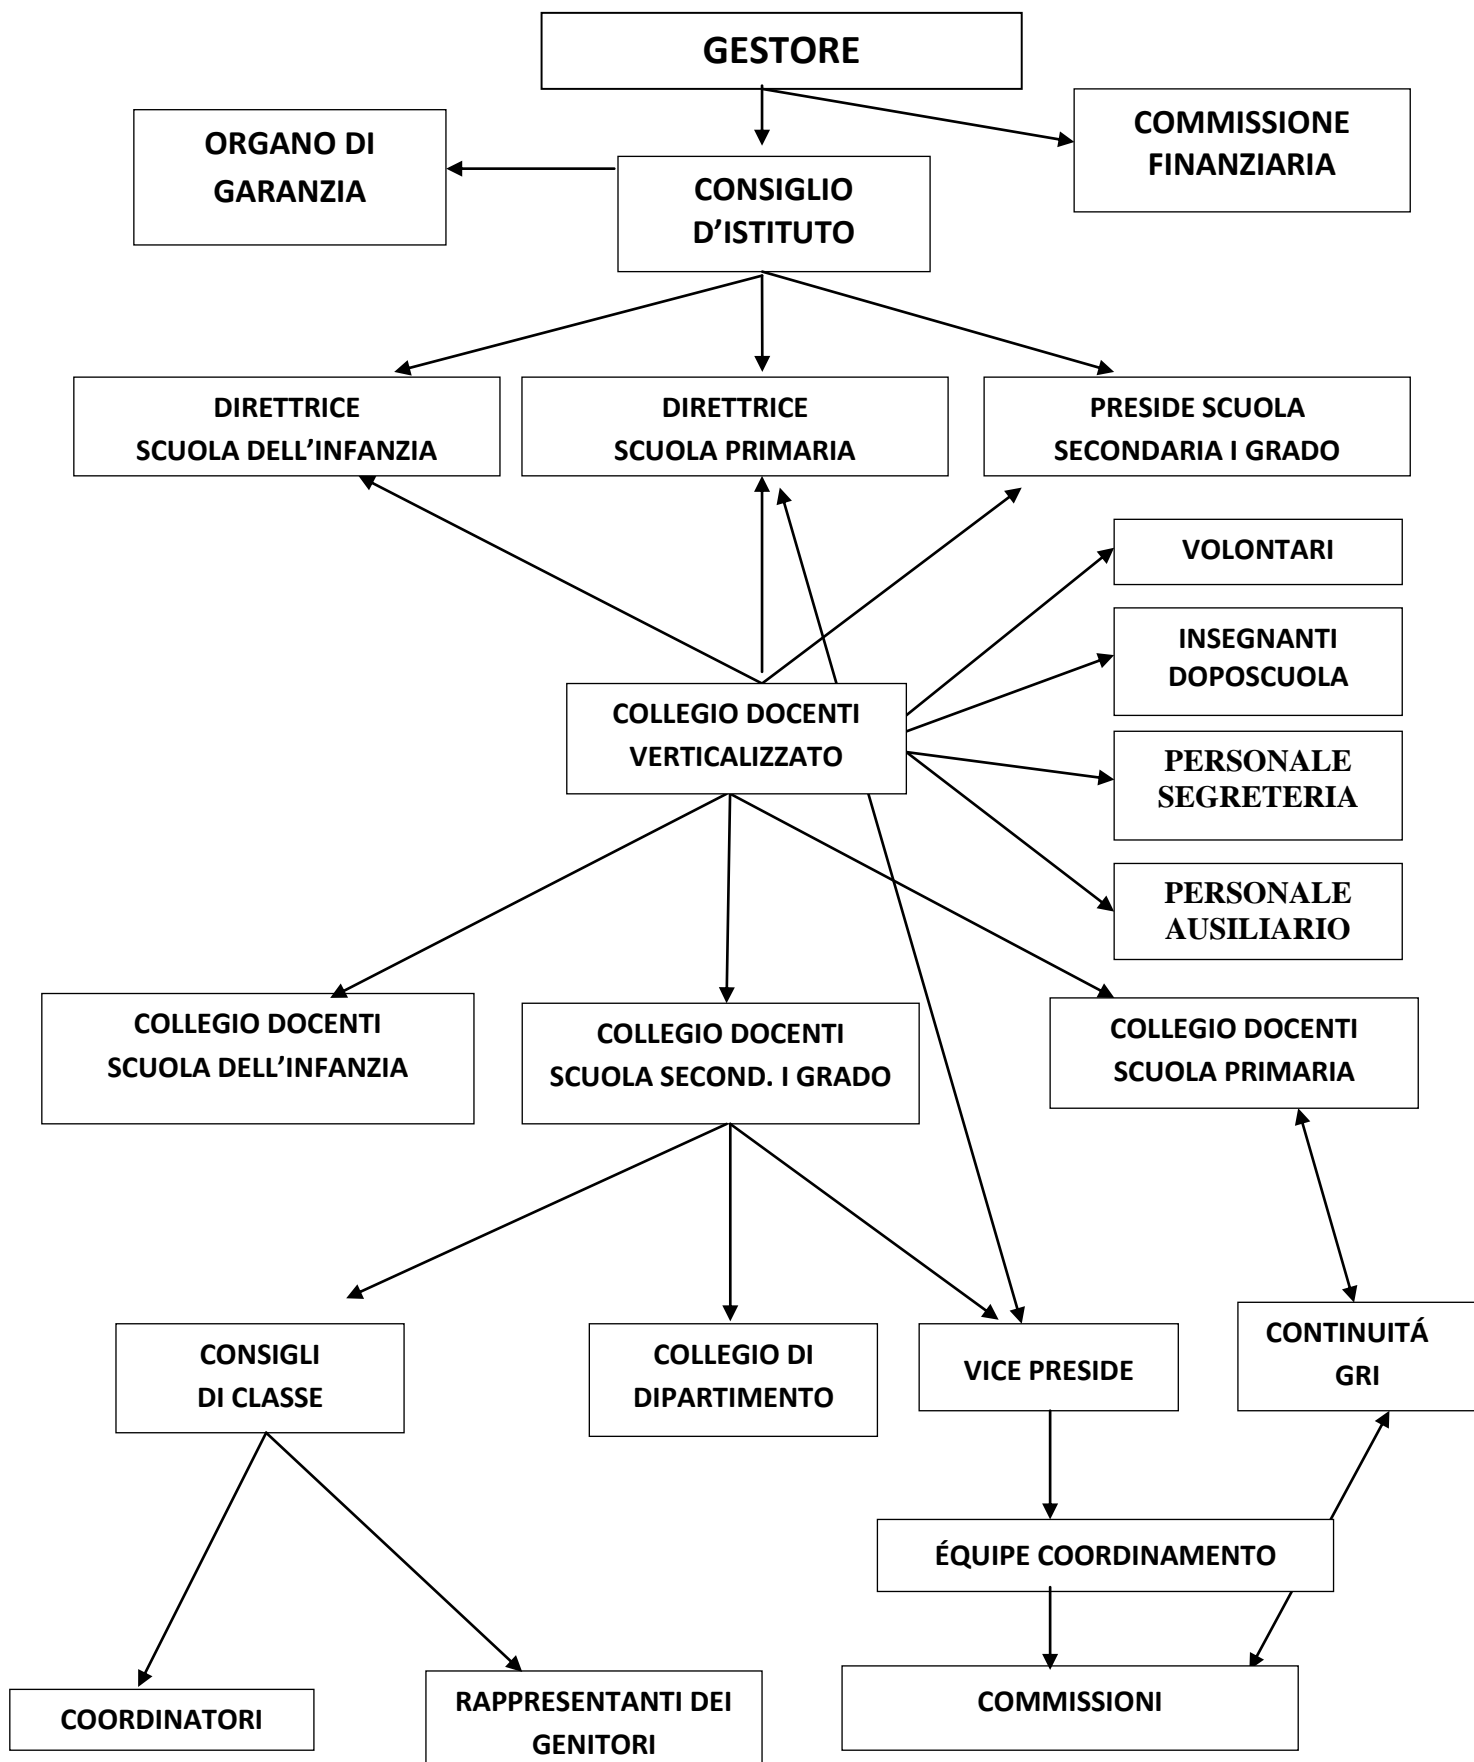 GESTORE
ORGANO DI
GARANZIA
COMMISSIONE
FINANZIARIA
CONSIGLIO
D’ISTITUTO
DIRETTRICE
SCUOLA DELL’INFANZIA
DIRETTRICE
SCUOLA PRIMARIA
PRESIDE SCUOLA
SECONDARIA I GRADO
VOLONTARI
INSEGNANTI
DOPOSCUOLA
COLLEGIO DOCENTI
VERTICALIZZATO
PERSONALE
SEGRETERIA
PERSONALE
AUSILIARIO
COLLEGIO DOCENTI
SCUOLA DELL’INFANZIA
COLLEGIO DOCENTI
SCUOLA SECOND. I GRADO
COLLEGIO DOCENTI
SCUOLA PRIMARIA
CONSIGLI
DI CLASSE
COLLEGIO DI
DIPARTIMENTO
VICE PRESIDE
CONTINUITÁ
GRI
ÉQUIPE COORDINAMENTO
COORDINATORI
RAPPRESENTANTI DEI
GENITORI
COMMISSIONI